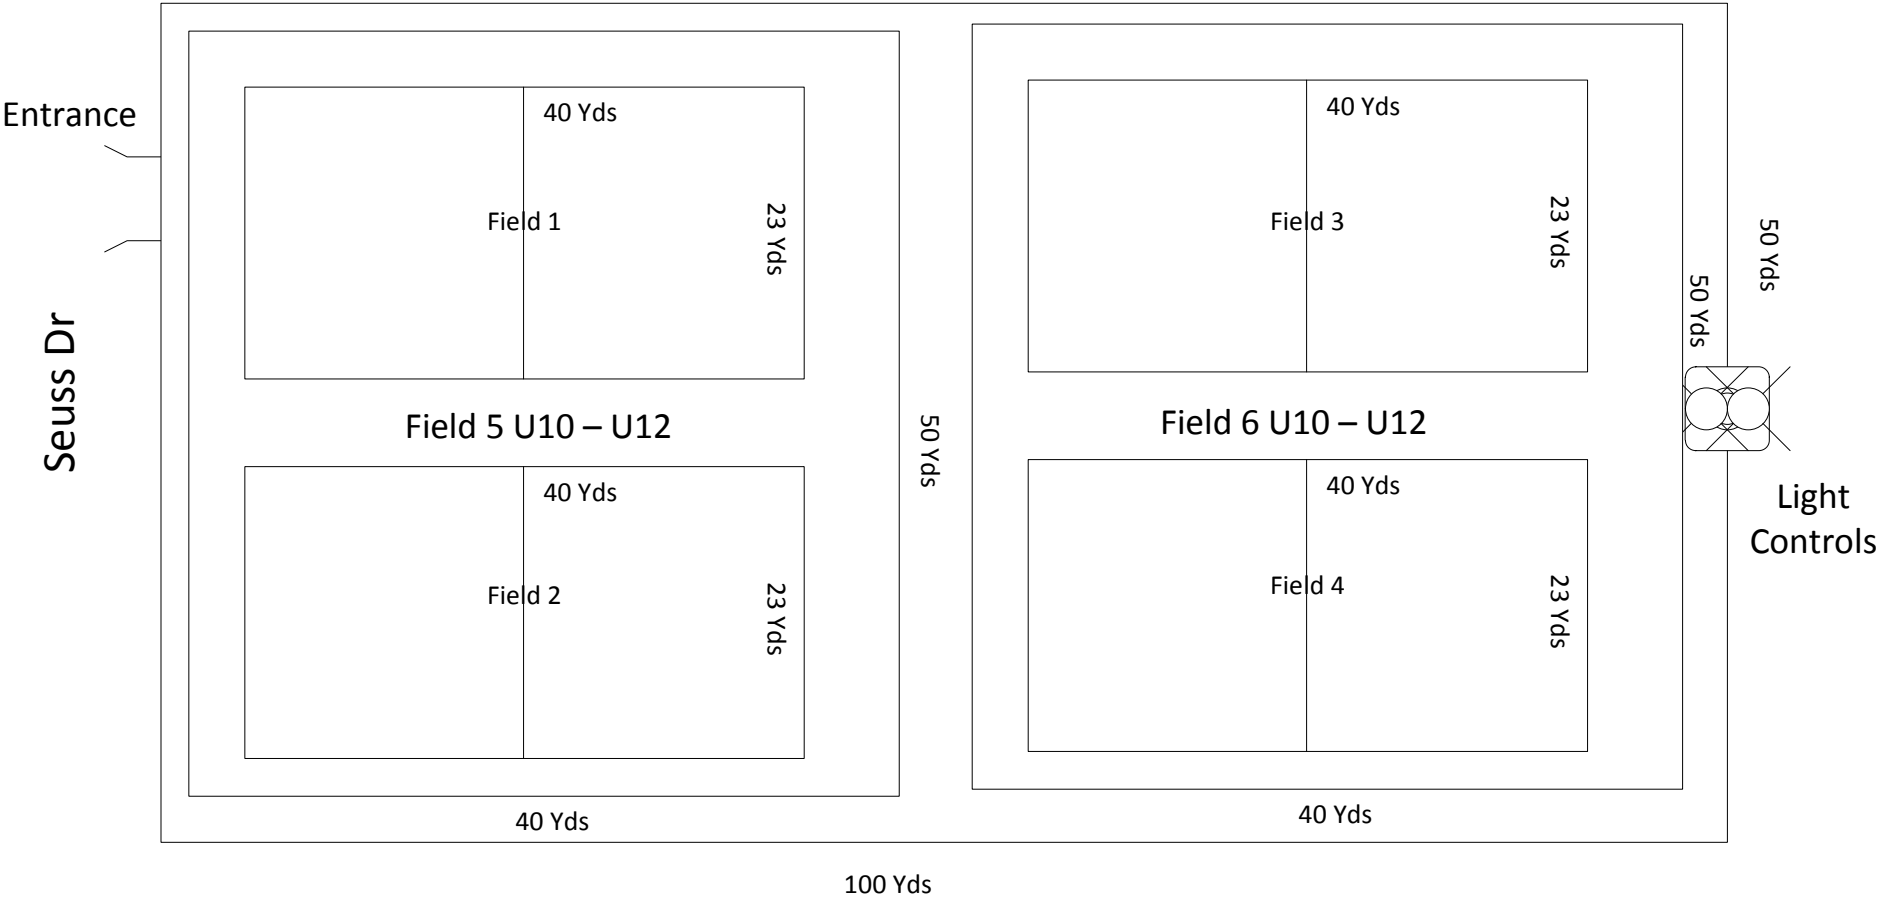 Entrance
Seuss Dr
40 Yds
Field 1
23 Yds
Field 5 U10 – U12
40 Yds
Field 2
23 Yds
40 Yds
50 Yds
40 Yds
Field 3
23 Yds
Field 6 U10 – U12
40 Yds
Field 4
23 Yds
40 Yds
50 Yds
50 Yds
Light
Controls
100 Yds